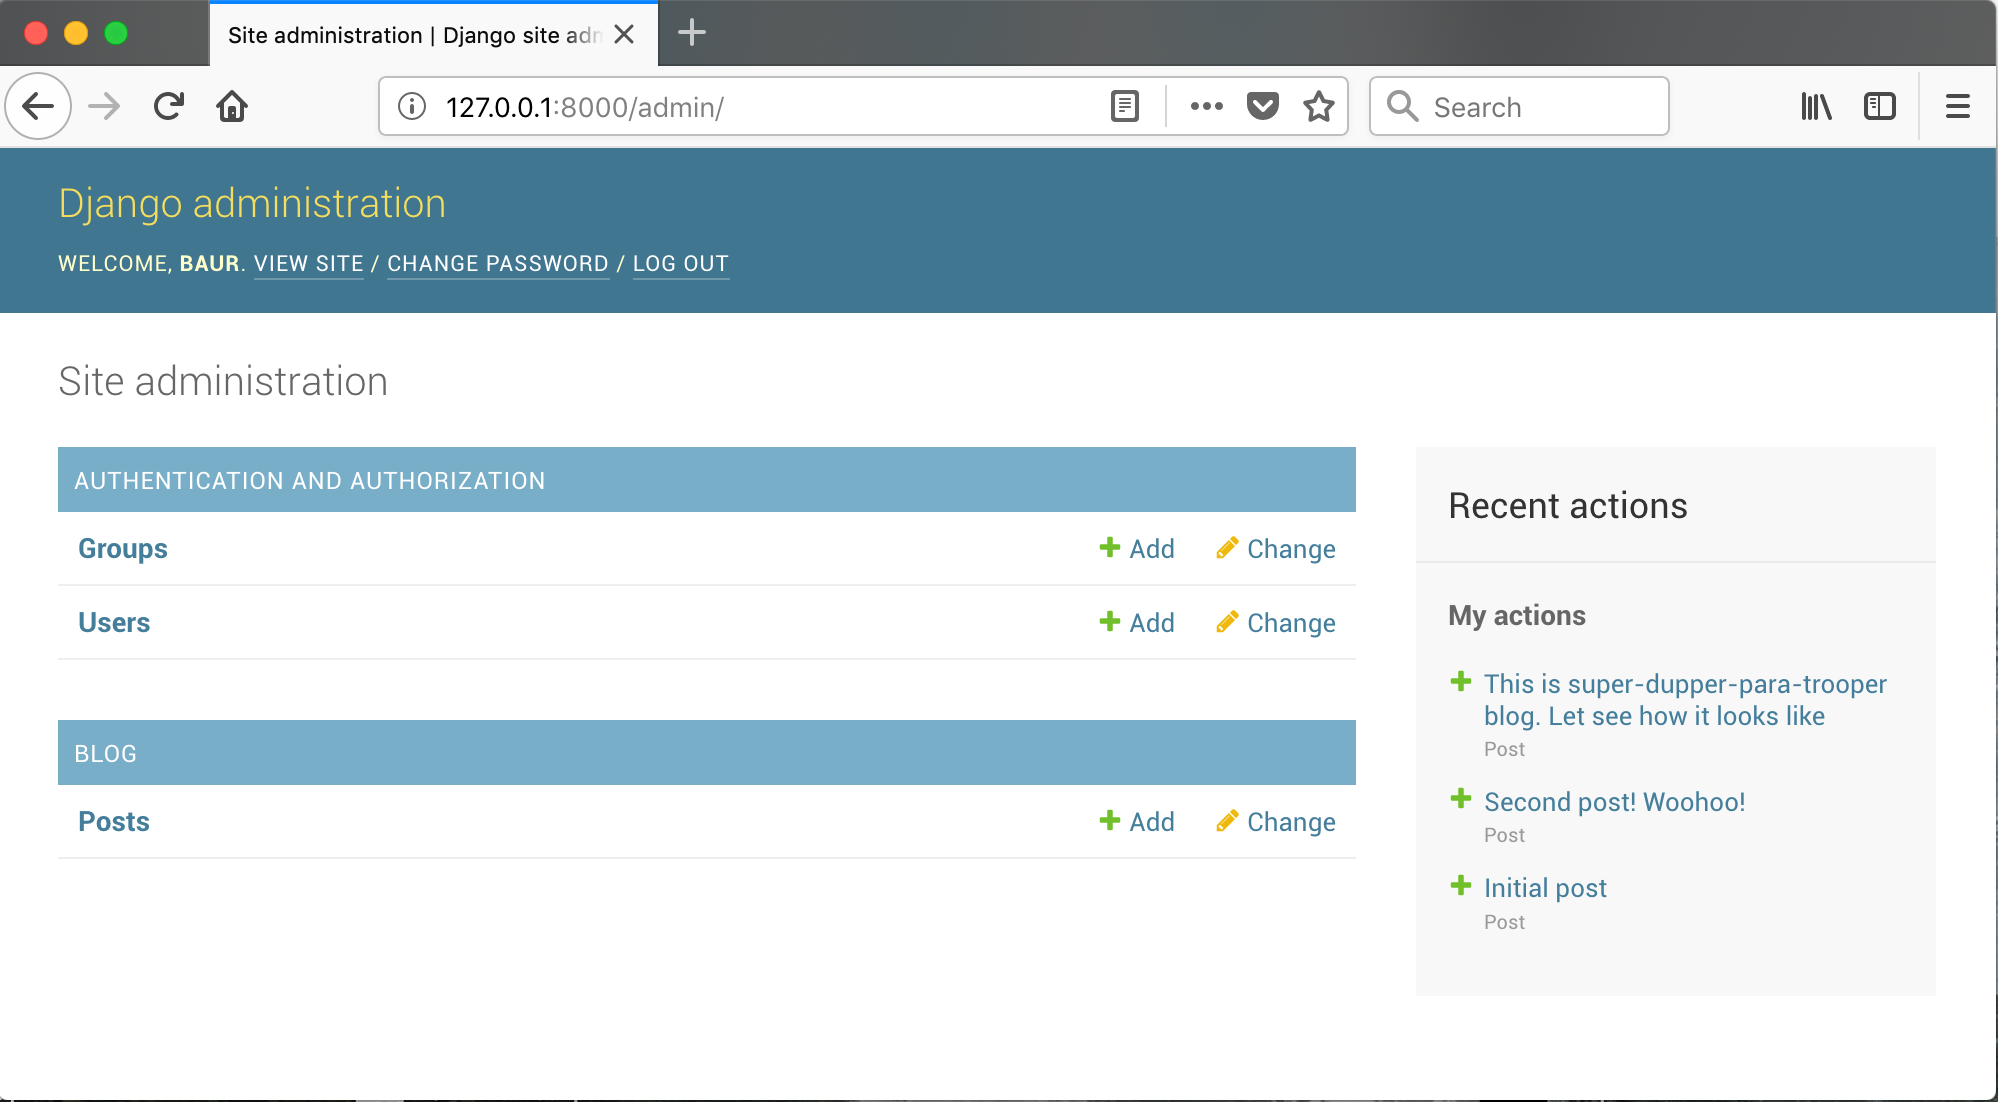 Site administration | Django site adm
127.0.0.1:8000/admin/
Search
Django administration
WELCOME, BAUR. VIEW SITE / CHANGE PASSWORD / LOG OUT
Site administration
AUTHENTICATION AND AUTHORIZATION
Groups Add Change
Users Add Change
BLOG
Posts Add Change
Recent actions
My actions
This is super-dupper-para-trooper
blog. Let see how it looks like
Post
Second post! Woohoo!
Post
Initial post
Post